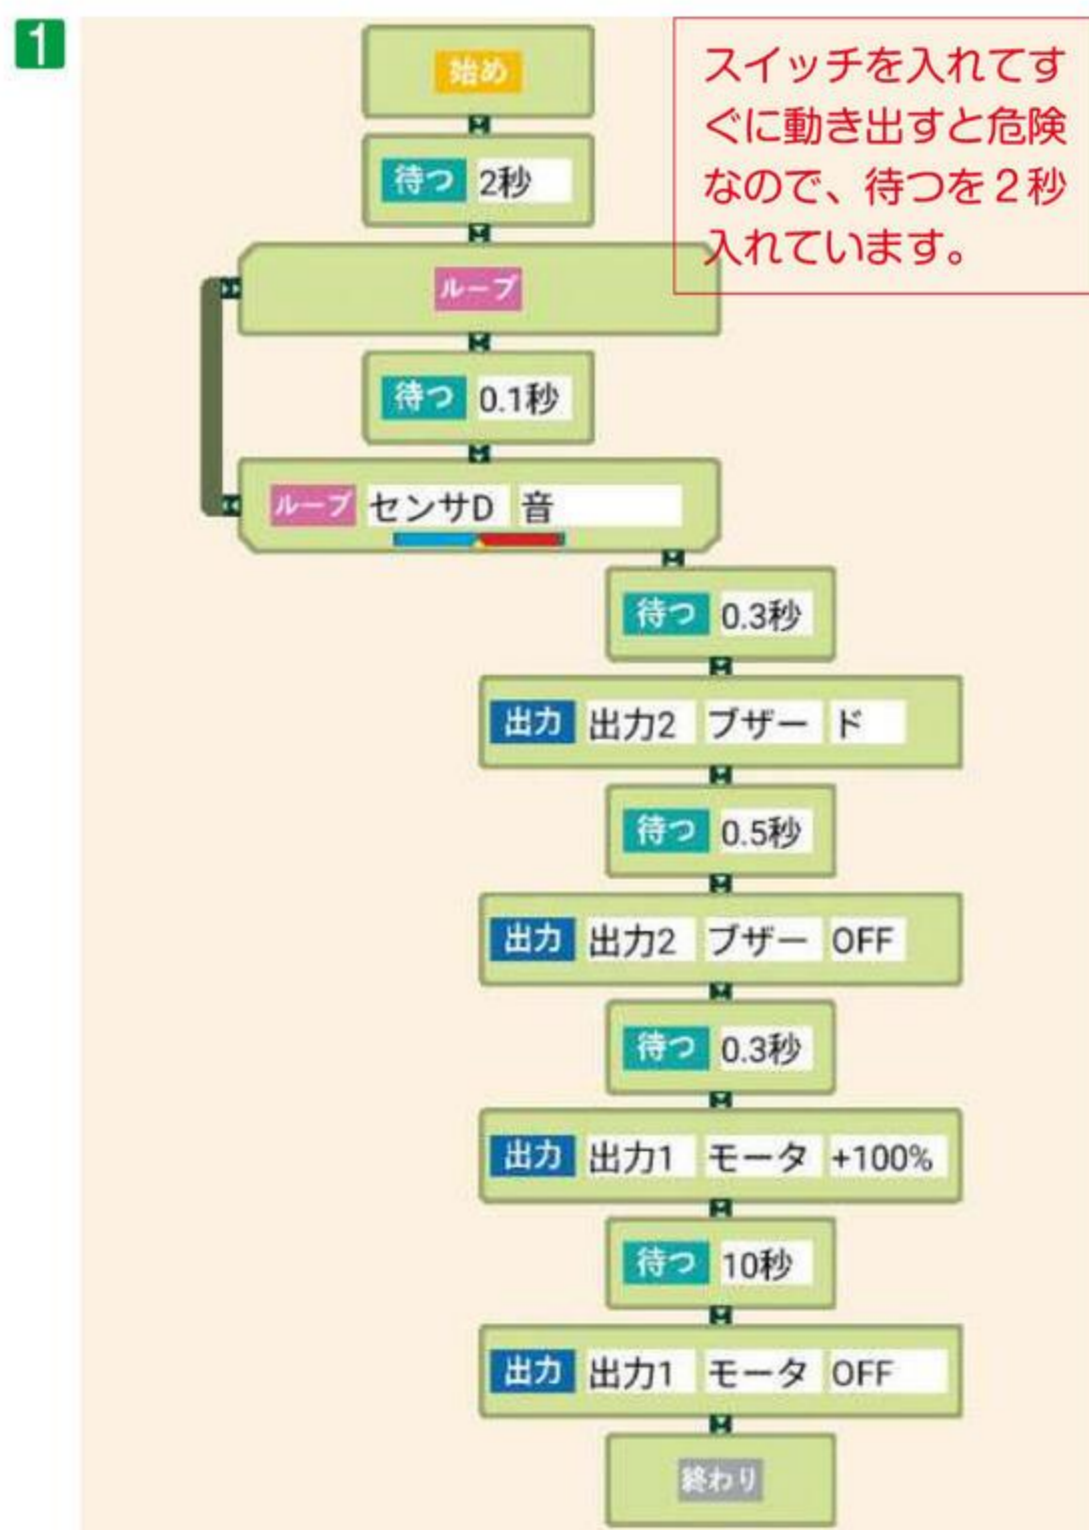 1
始め
スイッチを入れてす
ぐに動き出すと危険
なので、待つを2秒
入れています。
待つ 2秒
ループ
待つ 0.1秒
ループ センサD 音
待つ 0.3秒
出力 出力2 ブザー ド
待つ 0.5秒
出力 出力2 ブザー OFF
待つ 0.3秒
出力 出力1 モータ +100%
待つ 10秒
出力 出力1 モータ OFF
終わり